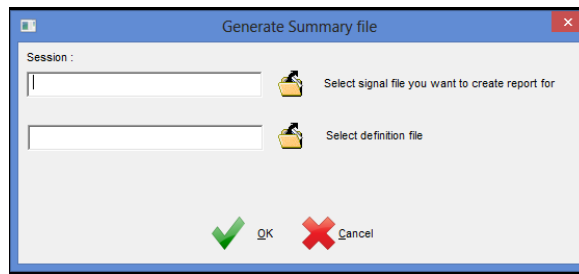 Generate Summary file
Session :
Select signal file you want to create report for
Select definition file
OK Cancel